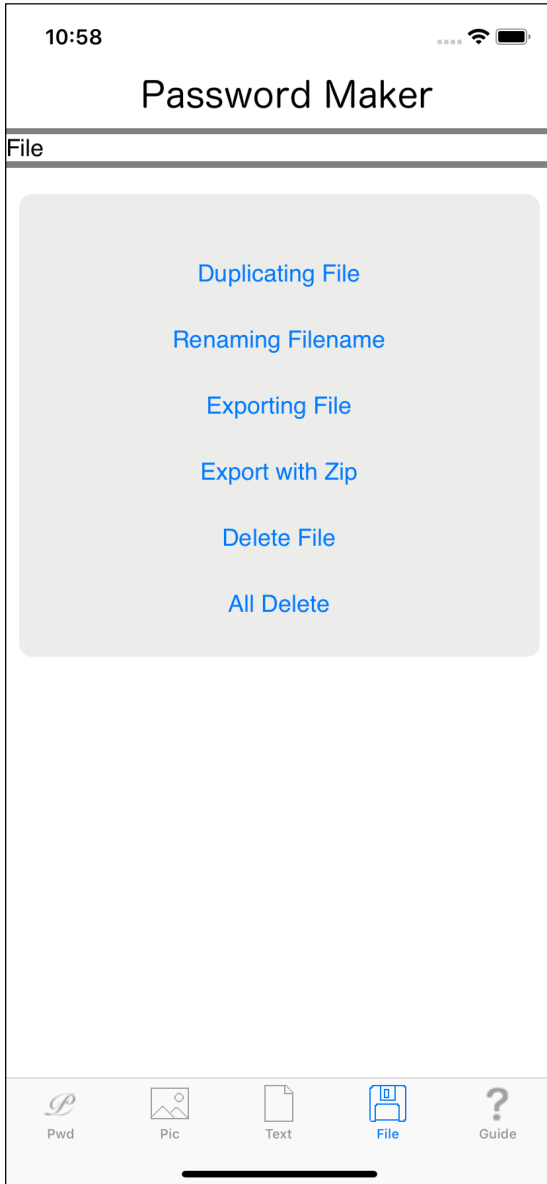 10:58
Password Maker
File
Duplicating File
Renaming Filename
Exporting File
Export with Zip
Delete File
All Delete
Pwd Pic Text File Guide